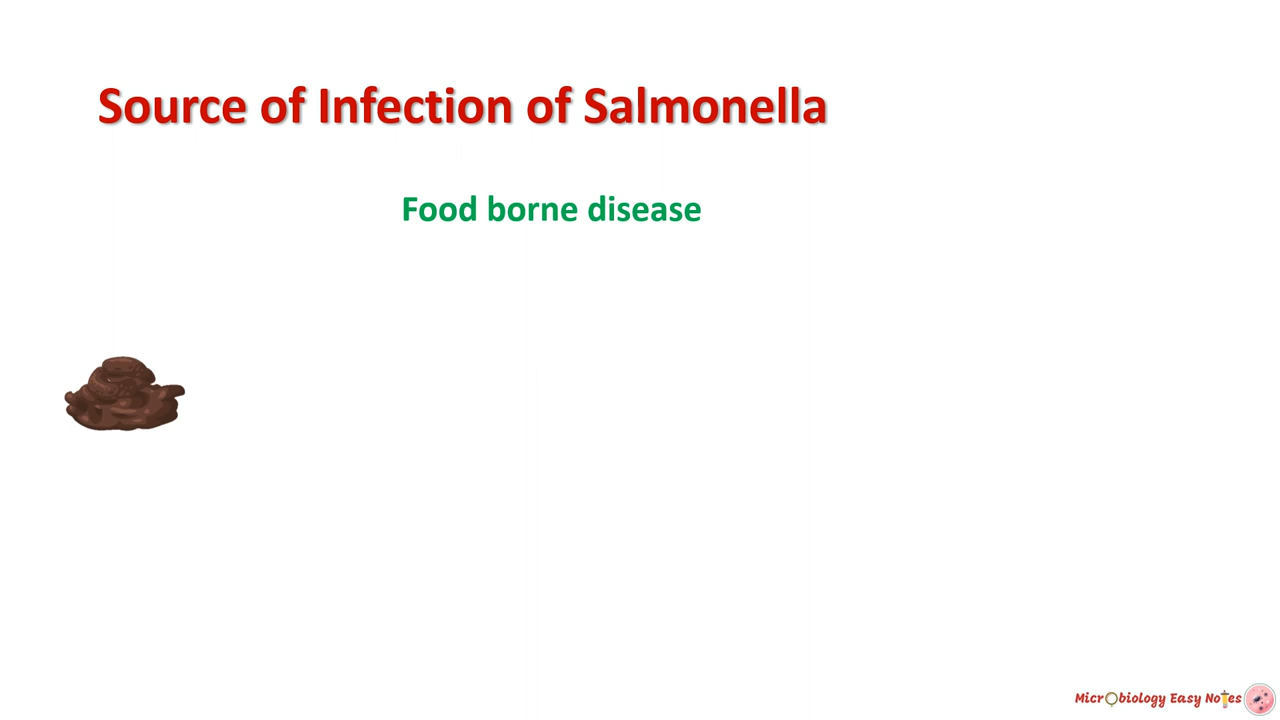 Source of Infection of Salmonella
Food borne disease
Microbiology Easy Notes